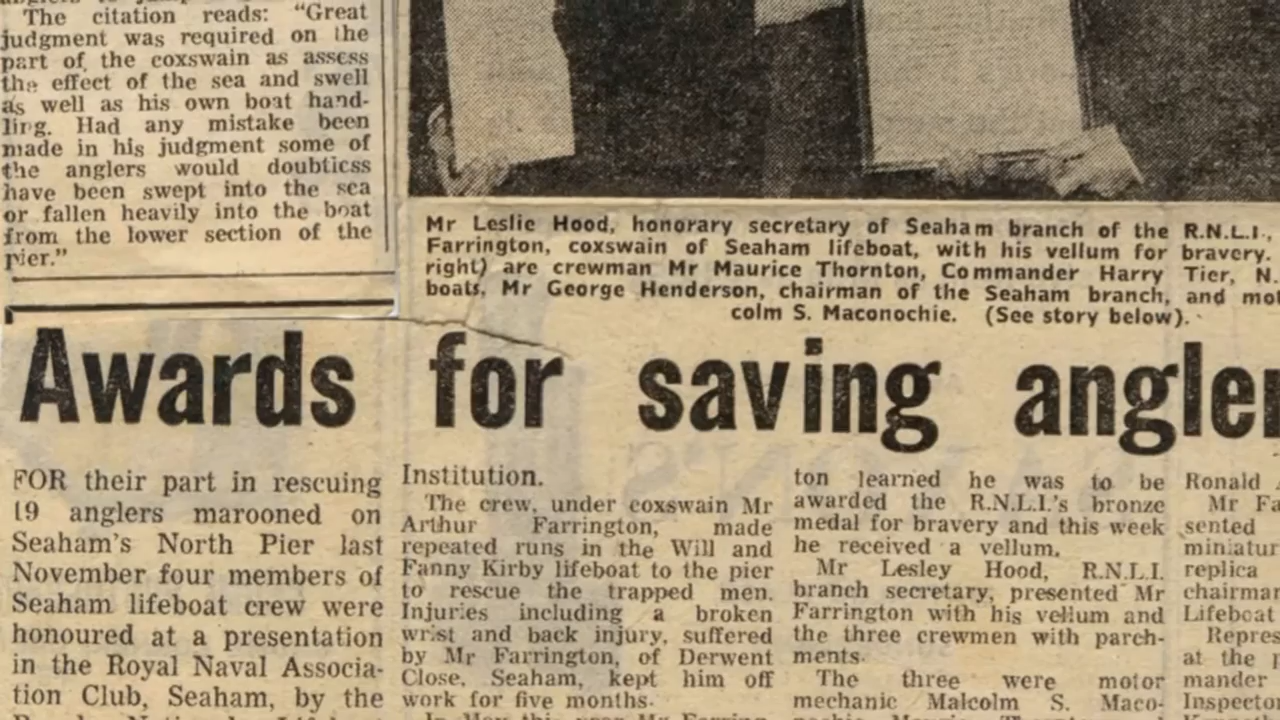 The citation reads: "Great
judgment was required on the
part of the coxswain as assess
the effect of the sea and swell
as well as his own boat hand-
ling. Had any mistake been
made in his judgment some of
the anglers would doubtless
have been swept into the sea
or fallen heavily into the boat
from the lower section of the
pier."
Mr Leslie Hood, honorary secretary of Seaham branch of the R.N.L.I.,
Farrington, coxswain of Seaham lifeboat, with his vellum for bravery.
right) are crewman Mr Maurice Thornton, Commander Harry Tier, N.
boats, Mr George Henderson, chairman of the Seaham branch, and mo
colm S. Maconochie. (See story below).
Awards for saving angler
FOR their part in rescuing
19 anglers marooned on
Seaham's North Pier last
November four members of
Seaham lifeboat crew were
honoured at a presentation
in the Royal Naval Associa-
tion Club, Seaham, by the
Institution.
The crew, under coxswain Mr
Arthur Farrington, made
repeated runs in the Will and
Fanny Kirby lifeboat to the pier
to rescue the trapped men.
Injuries including a broken
wrist and back injury, suffered
by Mr Farrington, of Derwent
Close, Seaham, kept him off
work for five months.
ton learned he was to be
awarded the R.N.L.I.'s bronze
medal for bravery and this week
he received a vellum.
Mr Lesley Hood, R.N.L.I.
branch secretary, presented Mr
Farrington with his vellum and
the three crewmen with parch-
ments.
The three were motor
mechanic Malcolm S. Maco-
Ronald
Mr Fa
sented
miniatur
replica
chairman
Lifeboat
Repres
at the p
mander
Inspecto